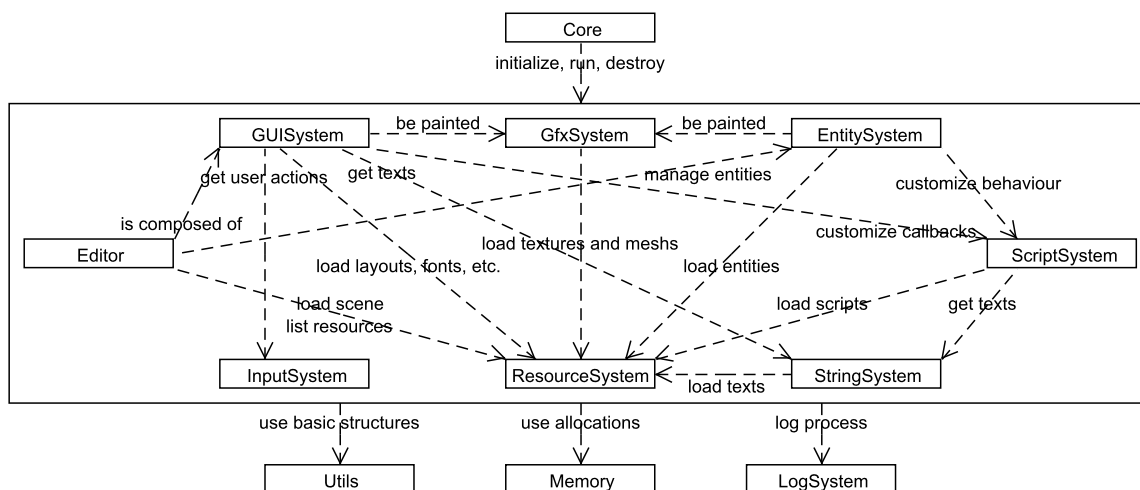 Core
initialize, run, destroy
GUISystem
be painted
GfxSystem
be painted
EntitySystem
get user actions
get texts
manage entities
customize behaviour
is composed of
customize callbacks
Editor
load textures and meshs
ScriptSystem
load layouts, fonts, etc.
load entities
load scene
list resources
load scripts
get texts
InputSystem
ResourceSystem
load texts
StringSystem
use basic structures
use allocations
log process
Utils
Memory
LogSystem